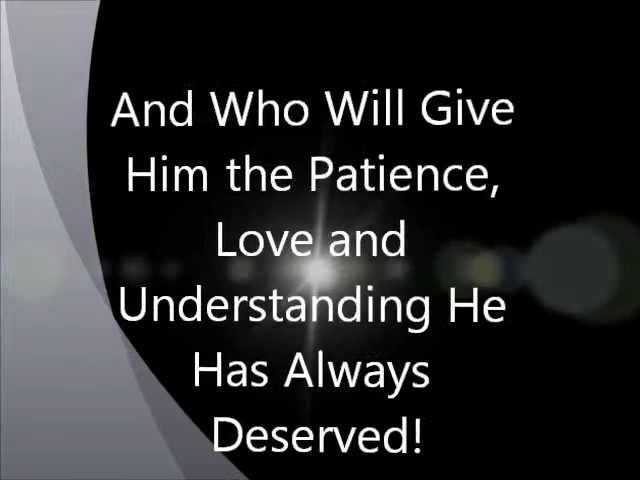 And Who Will Give
Him the Patience,
Love and
Understanding He
Has Always
Deserved!